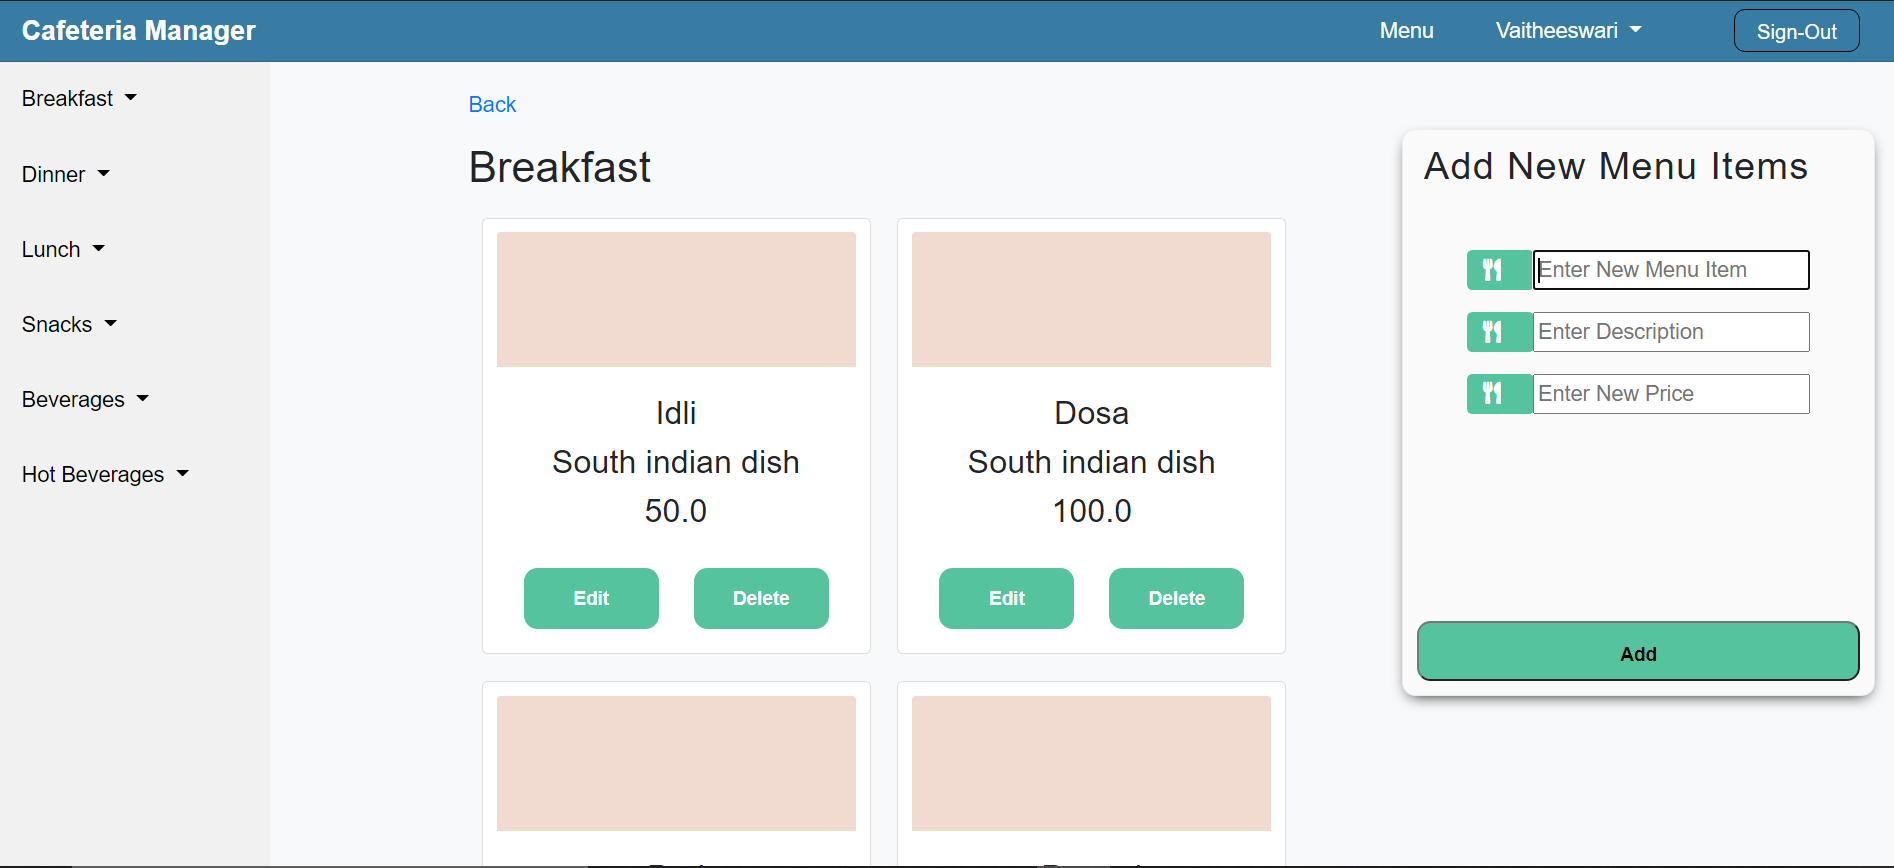 Cafeteria Manager
Menu
Vaitheeswari
Sign-Out
Breakfast
Dinner
Lunch
Snacks
Beverages
Hot Beverages
Back
Breakfast
Idli
South indian dish
50.0
Edit
Delete
Dosa
South indian dish
100.0
Edit
Delete
Add New Menu Items
Enter New Menu Item
Enter Description
Enter New Price
Add